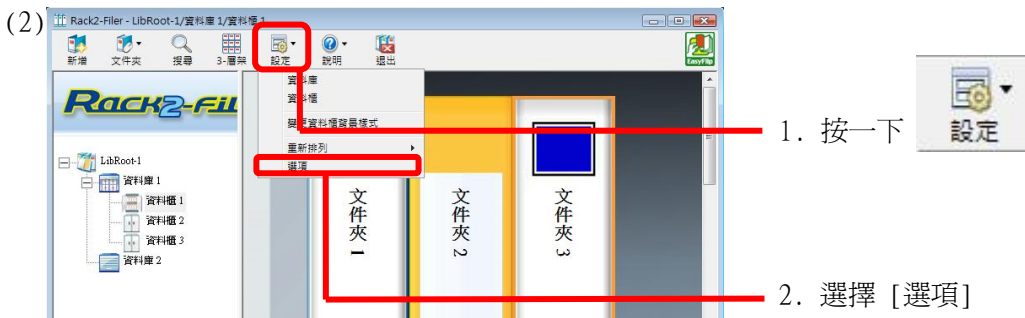 (2)
Rack2-Filer - LibRoot-1/資料庫 1/資料櫃 1
新增 文件夾 搜尋 3-層架 設定 說明 退出
EasyFlip
Rack2-Fil
資料庫
資料櫃
變更資料櫃背景樣式
重新排列
選項
LibRoot-1
資料庫 1
資料櫃 1
資料櫃 2
資料櫃 3
資料庫 2
文件夾 1
文件夾 2
文件夾 3
1. 按一下
設定
2. 選擇 [選項]